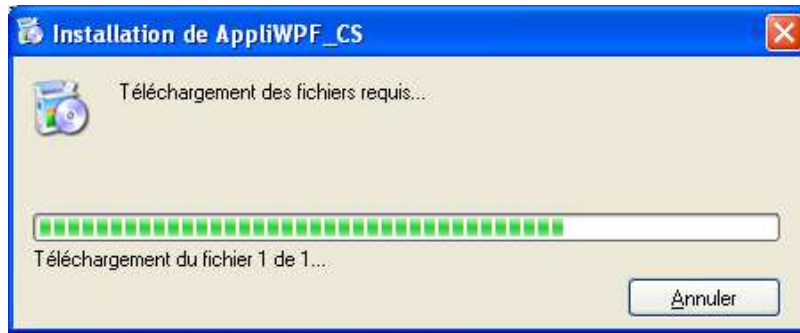 Installation de AppliWPF_CS
Téléchargement des fichiers requis...
Téléchargement du fichier 1 de 1...
Annuler